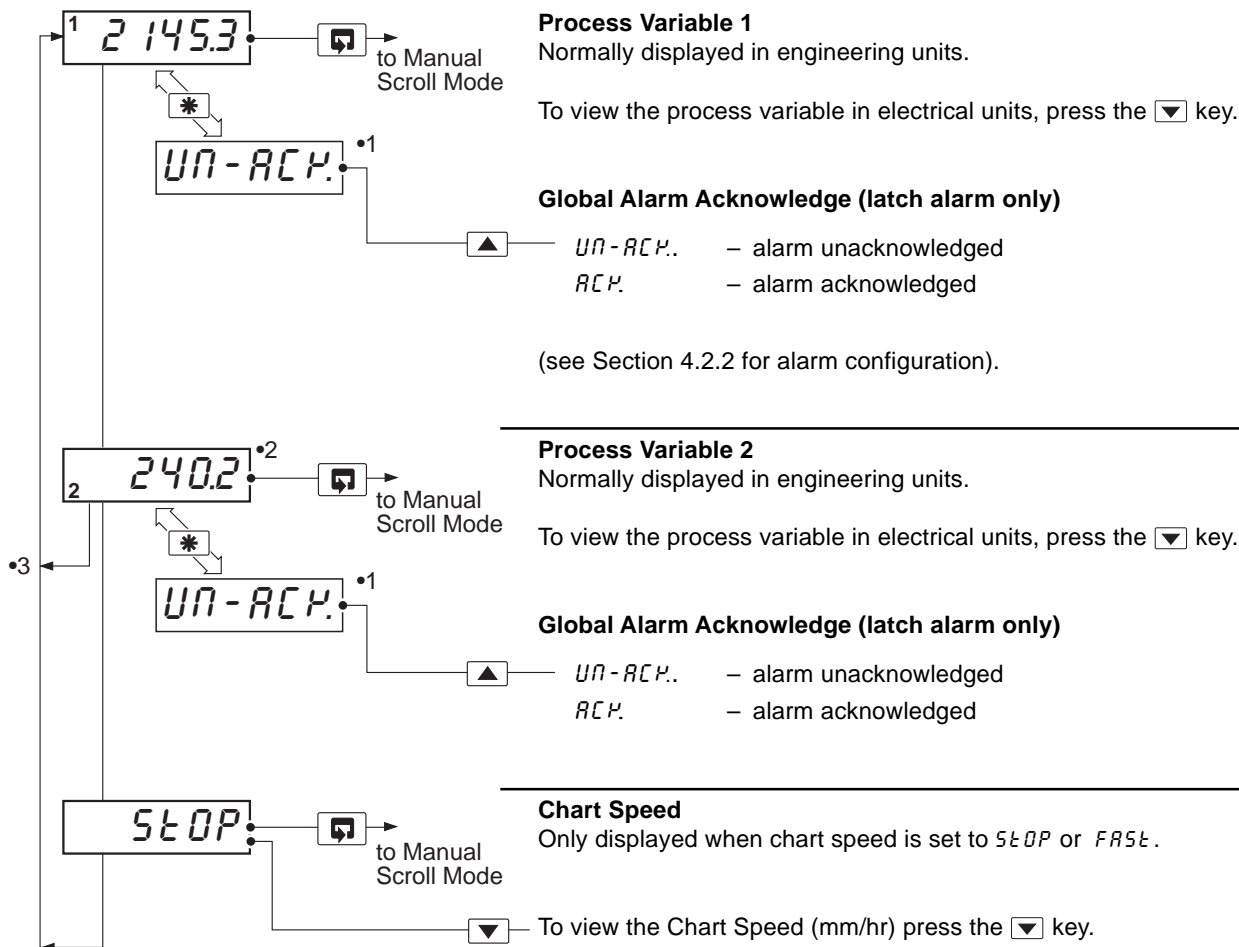 1 2145.3
to Manual
Scroll Mode
Process Variable 1
Normally displayed in engineering units.
To view the process variable in electrical units, press the ▼ key.
UN-ACK. •1
Global Alarm Acknowledge (latch alarm only)
UN-ACK.. – alarm unacknowledged
ACK. – alarm acknowledged
(see Section 4.2.2 for alarm configuration).
2 240.2 •2
to Manual
Scroll Mode
Process Variable 2
Normally displayed in engineering units.
To view the process variable in electrical units, press the ▼ key.
•3
UN-ACK. •1
Global Alarm Acknowledge (latch alarm only)
UN-ACK.. – alarm unacknowledged
ACK. – alarm acknowledged
StOP
to Manual
Scroll Mode
Chart Speed
Only displayed when chart speed is set to StOP or FASt.
To view the Chart Speed (mm/hr) press the ▼ key.